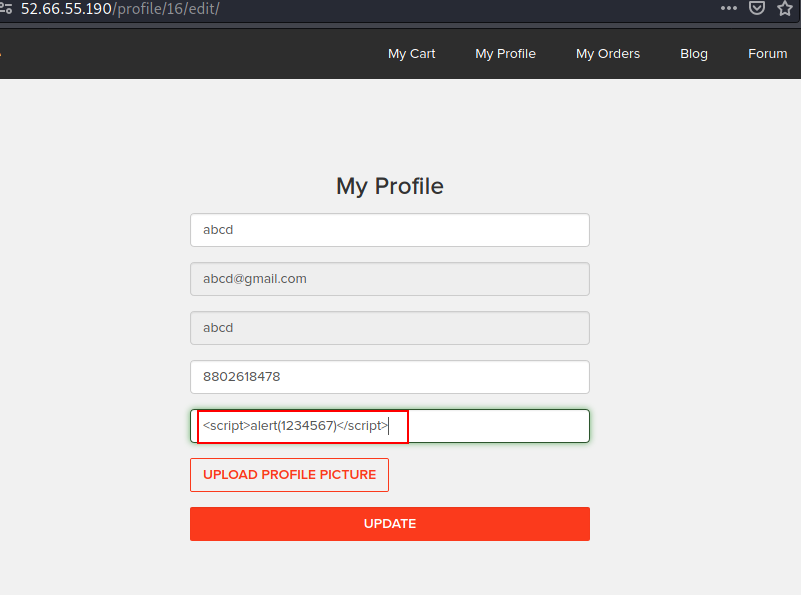 52.66.55.190/profile/16/edit/
My Cart My Profile My Orders Blog Forum
My Profile
abcd
abcd@gmail.com
abcd
8802618478
<script>alert(1234567)</script>
UPLOAD PROFILE PICTURE
UPDATE